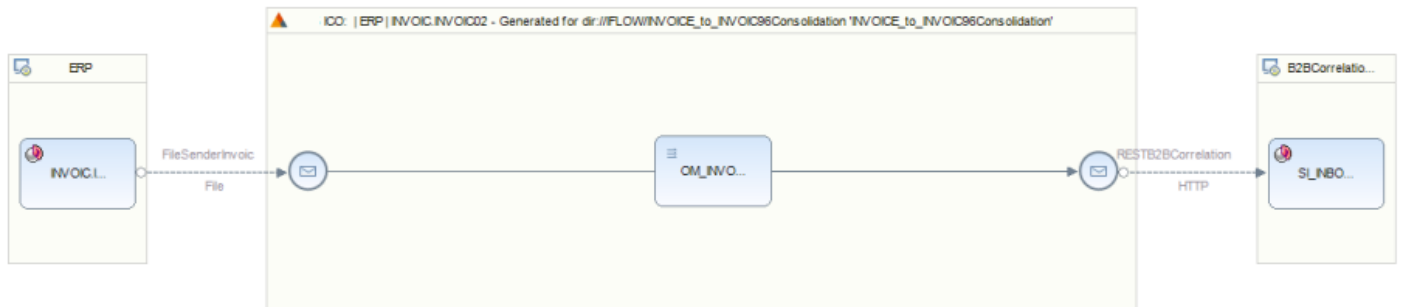 ICO: | ERP | INVOIC.INVOIC02 - Generated for dir://IFLOW/INVOICE_to_INVOIC96Consolidation 'INVOICE_to_INVOIC96Consolidation'
ERP
INVOIC.I...
FileSenderInvoic
File
OM_INVO...
RESTB2BCorrelation
HTTP
B2BCorrelatio...
SI_INBO...